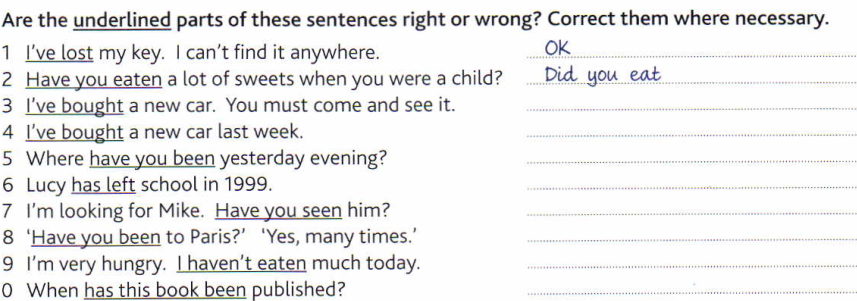 Are the underlined parts of these sentences right or wrong? Correct them where necessary.
1 I've lost my key. I can't find it anywhere. OK
2 Have you eaten a lot of sweets when you were a child? Did you eat
3 I've bought a new car. You must come and see it.
4 I've bought a new car last week.
5 Where have you been yesterday evening?
6 Lucy has left school in 1999.
7 I'm looking for Mike. Have you seen him?
8 'Have you been to Paris?' 'Yes, many times.'
9 I'm very hungry. I haven't eaten much today.
0 When has this book been published?